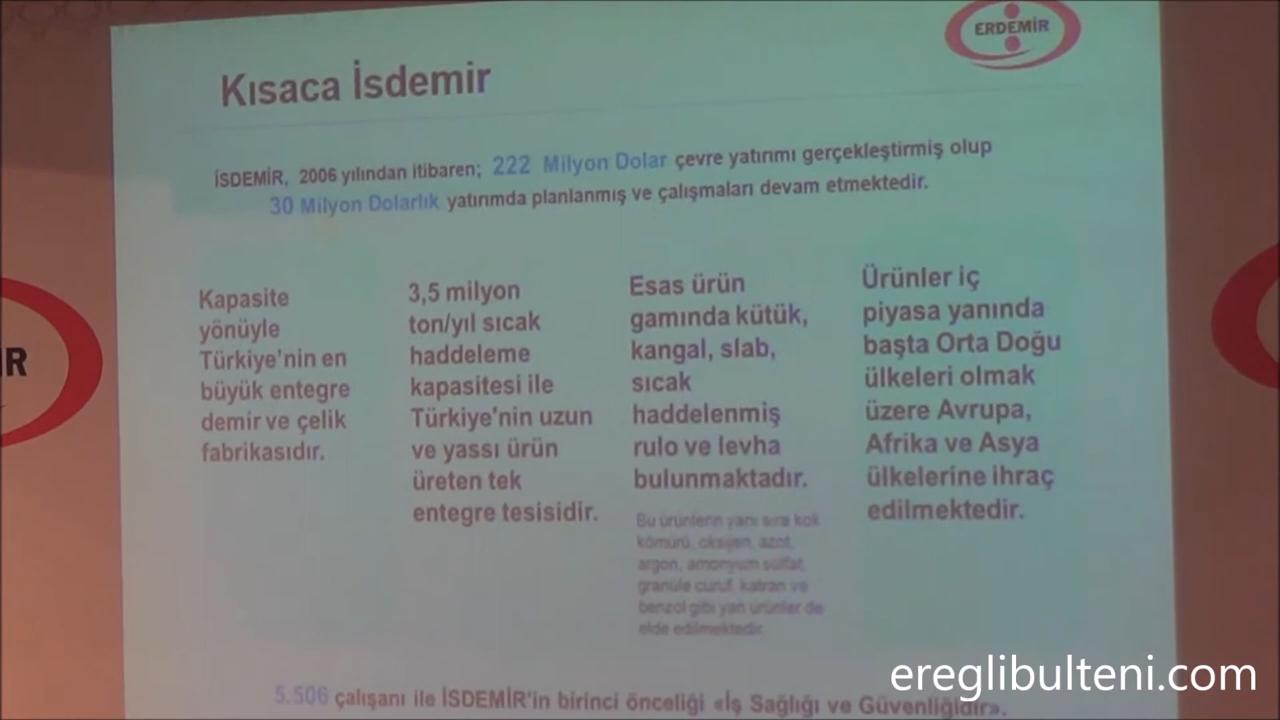 ERDEMİR
Kısaca İsdemir
İSDEMİR, 2006 yılından itibaren; 222 Milyon Dolar çevre yatırımı gerçekleştirmiş olup
30 Milyon Dolarlık yatırımda planlanmış ve çalışmaları devam etmektedir.
Kapasite
yönüyle
Türkiye'nin en
büyük entegre
demir ve çelik
fabrikasıdır.
3,5 milyon
ton/yıl sıcak
haddeleme
kapasitesi ile
Türkiye'nin uzun
ve yassı ürün
üreten tek
entegre tesisidir.
Esas ürün
gamında kütük,
kangal, slab,
sıcak
haddelenmiş
rulo ve levha
bulunmaktadır.
Bu ürünlerin yanı sıra kok
kömürü, oksijen, azot,
argon, amonyum sülfat,
granüle cüruf, katran ve
benzol gibi yan ürünler de
elde edilmektedir.
Ürünler iç
piyasa yanında
başta Orta Doğu
ülkeleri olmak
üzere Avrupa,
Afrika ve Asya
ülkelerine ihraç
edilmektedir.
5.506 çalışanı ile İSDEMİR'in birinci önceliği «İş Sağlığı ve Güvenliğidir».
İR
ereglibulteni.com